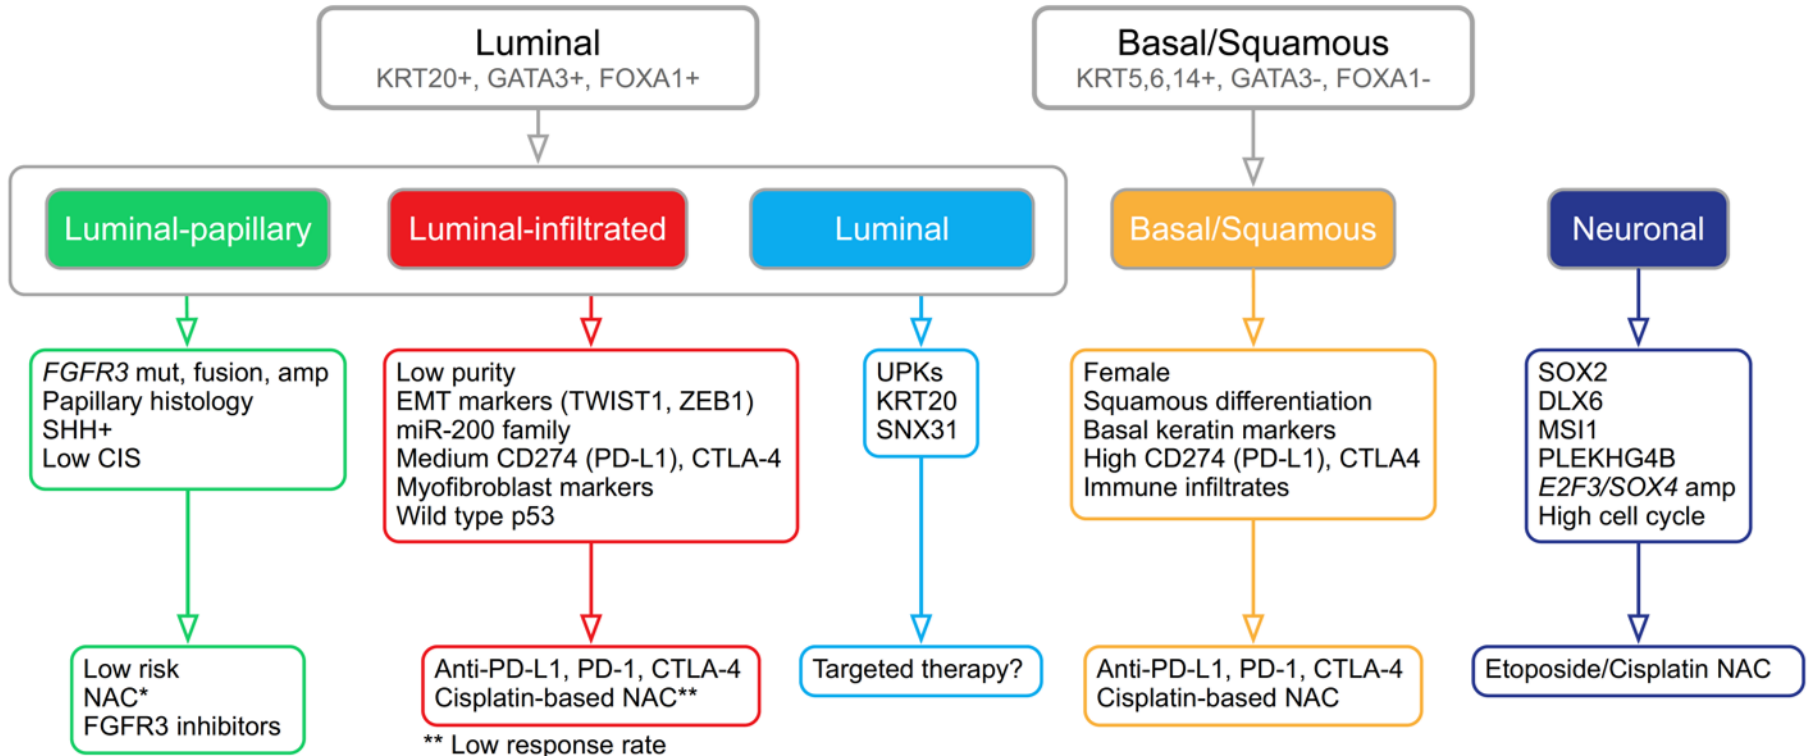 Luminal
KRT20+, GATA3+, FOXA1+
Basal/Squamous
KRT5,6,14+, GATA3-, FOXA1-
Luminal-papillary
Luminal-infiltrated
Luminal
Basal/Squamous
Neuronal
FGFR3 mut, fusion, amp
Papillary histology
SHH+
Low CIS
Low purity
EMT markers (TWIST1, ZEB1)
miR-200 family
Medium CD274 (PD-L1), CTLA-4
Myofibroblast markers
Wild type p53
UPKs
KRT20
SNX31
Female
Squamous differentiation
Basal keratin markers
High CD274 (PD-L1), CTLA4
Immune infiltrates
SOX2
DLX6
MSI1
PLEKHG4B
E2F3/SOX4 amp
High cell cycle
Low risk
NAC*
FGFR3 inhibitors
Anti-PD-L1, PD-1, CTLA-4
Cisplatin-based NAC**
** Low response rate
Targeted therapy?
Anti-PD-L1, PD-1, CTLA-4
Cisplatin-based NAC
Etoposide/Cisplatin NAC